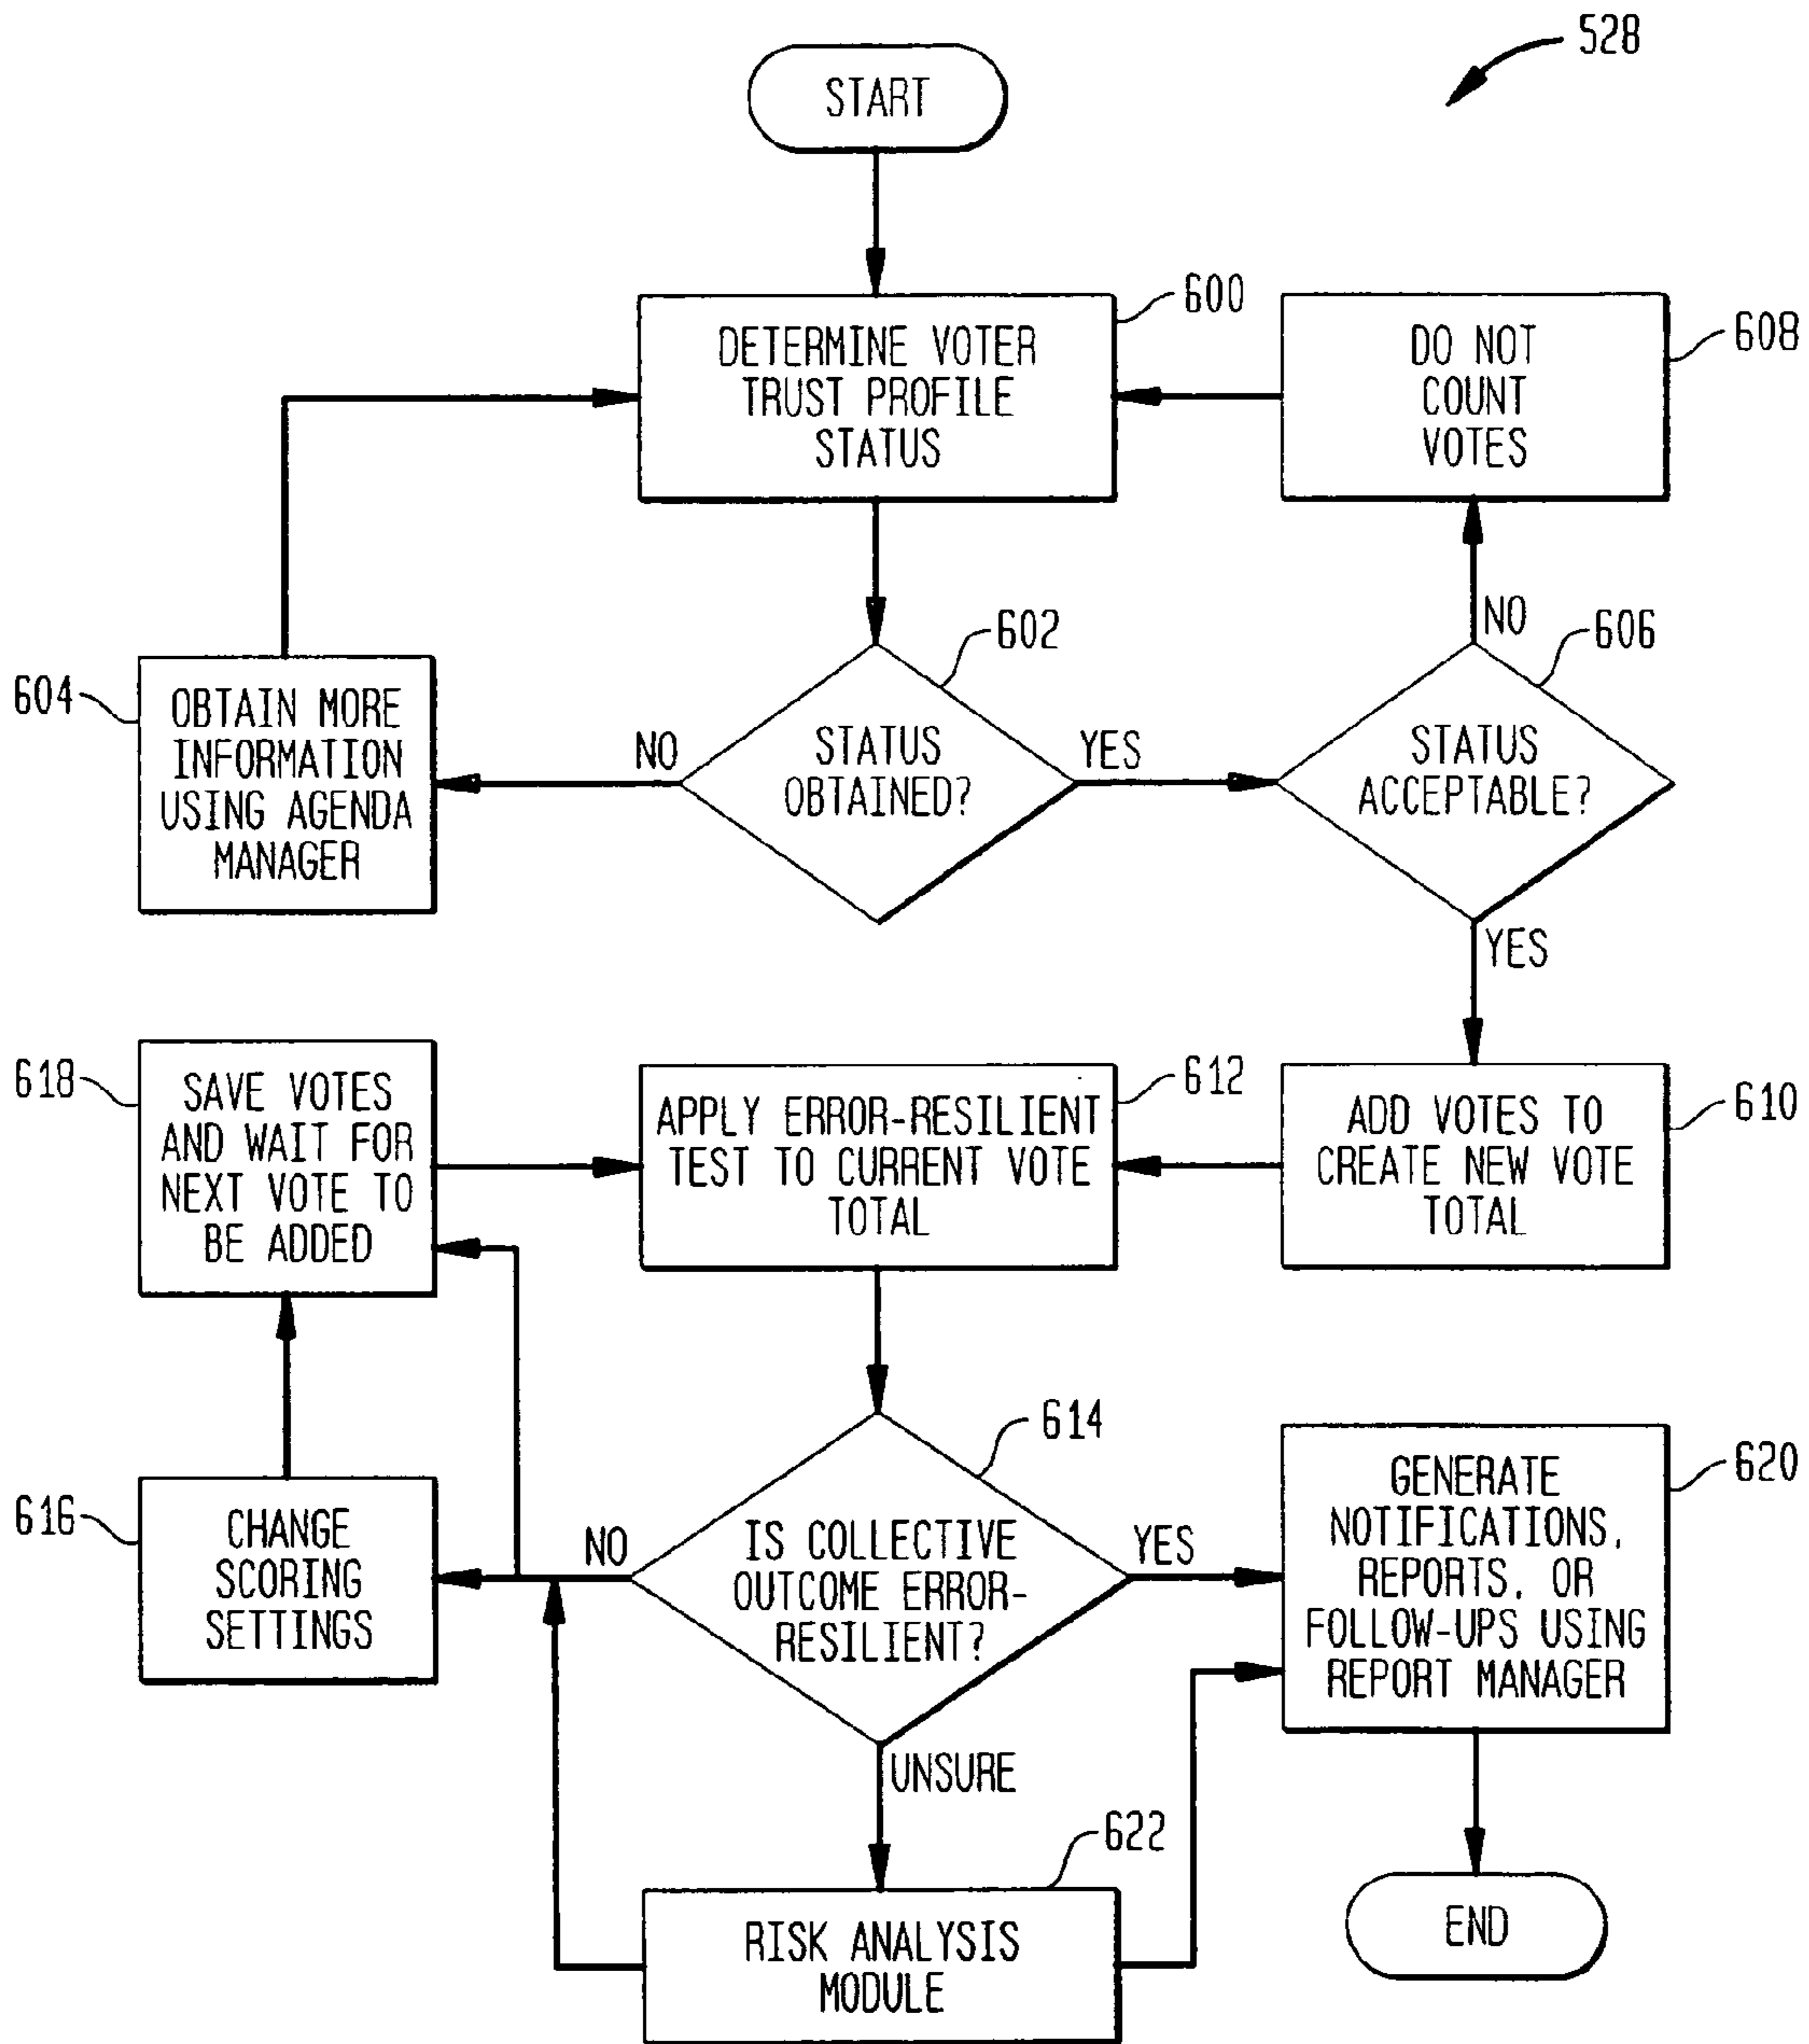 528
START
600
DETERMINE VOTER
TRUST PROFILE
STATUS
608
DO NOT
COUNT
VOTES
602
STATUS
OBTAINED?
NO
YES
604
OBTAIN MORE
INFORMATION
USING AGENDA
MANAGER
606
STATUS
ACCEPTABLE?
NO
YES
610
ADD VOTES TO
CREATE NEW VOTE
TOTAL
612
APPLY ERROR-RESILIENT
TEST TO CURRENT VOTE
TOTAL
618
SAVE VOTES
AND WAIT FOR
NEXT VOTE TO
BE ADDED
614
IS COLLECTIVE
OUTCOME ERROR-
RESILIENT?
NO
YES
UNSURE
616
CHANGE
SCORING
SETTINGS
620
GENERATE
NOTIFICATIONS,
REPORTS, OR
FOLLOW-UPS USING
REPORT MANAGER
622
RISK ANALYSIS
MODULE
END